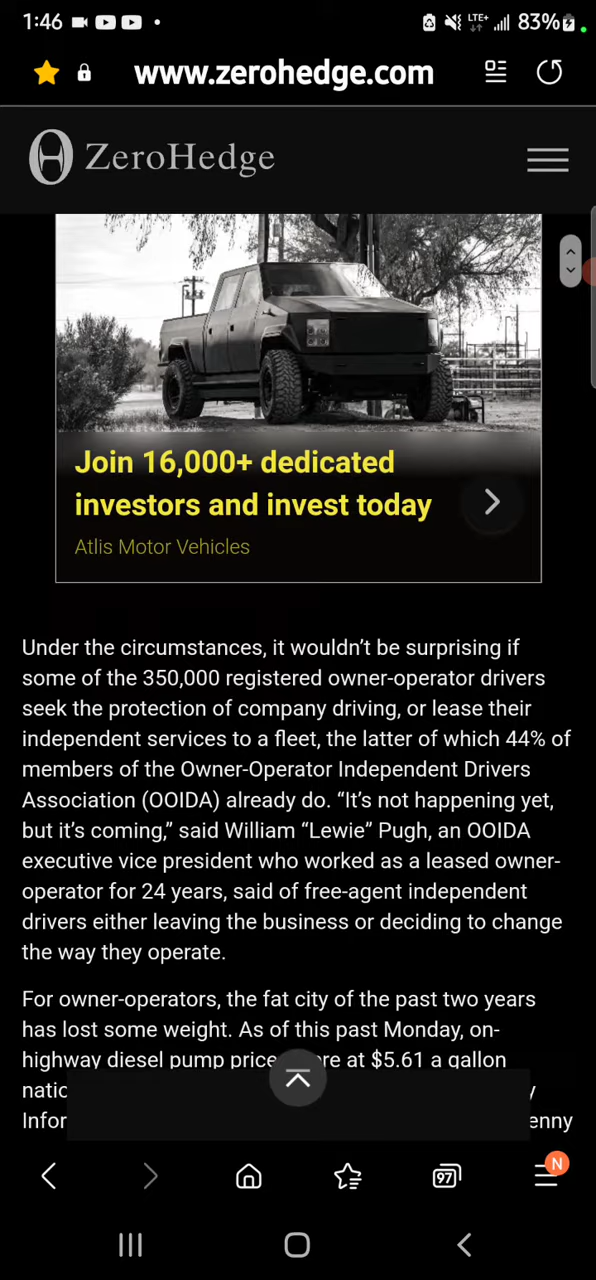 1:46
LTE+
83%
www.zerohedge.com
ZeroHedge
Join 16,000+ dedicated
investors and invest today
Atlis Motor Vehicles
Under the circumstances, it wouldn’t be surprising if
some of the 350,000 registered owner-operator drivers
seek the protection of company driving, or lease their
independent services to a fleet, the latter of which 44% of
members of the Owner-Operator Independent Drivers
Association (OOIDA) already do. “It’s not happening yet,
but it’s coming,” said William “Lewie” Pugh, an OOIDA
executive vice president who worked as a leased owner-
operator for 24 years, said of free-agent independent
drivers either leaving the business or deciding to change
the way they operate.
For owner-operators, the fat city of the past two years
has lost some weight. As of this past Monday, on-
highway diesel pump at $5.61 a gallon
97
N